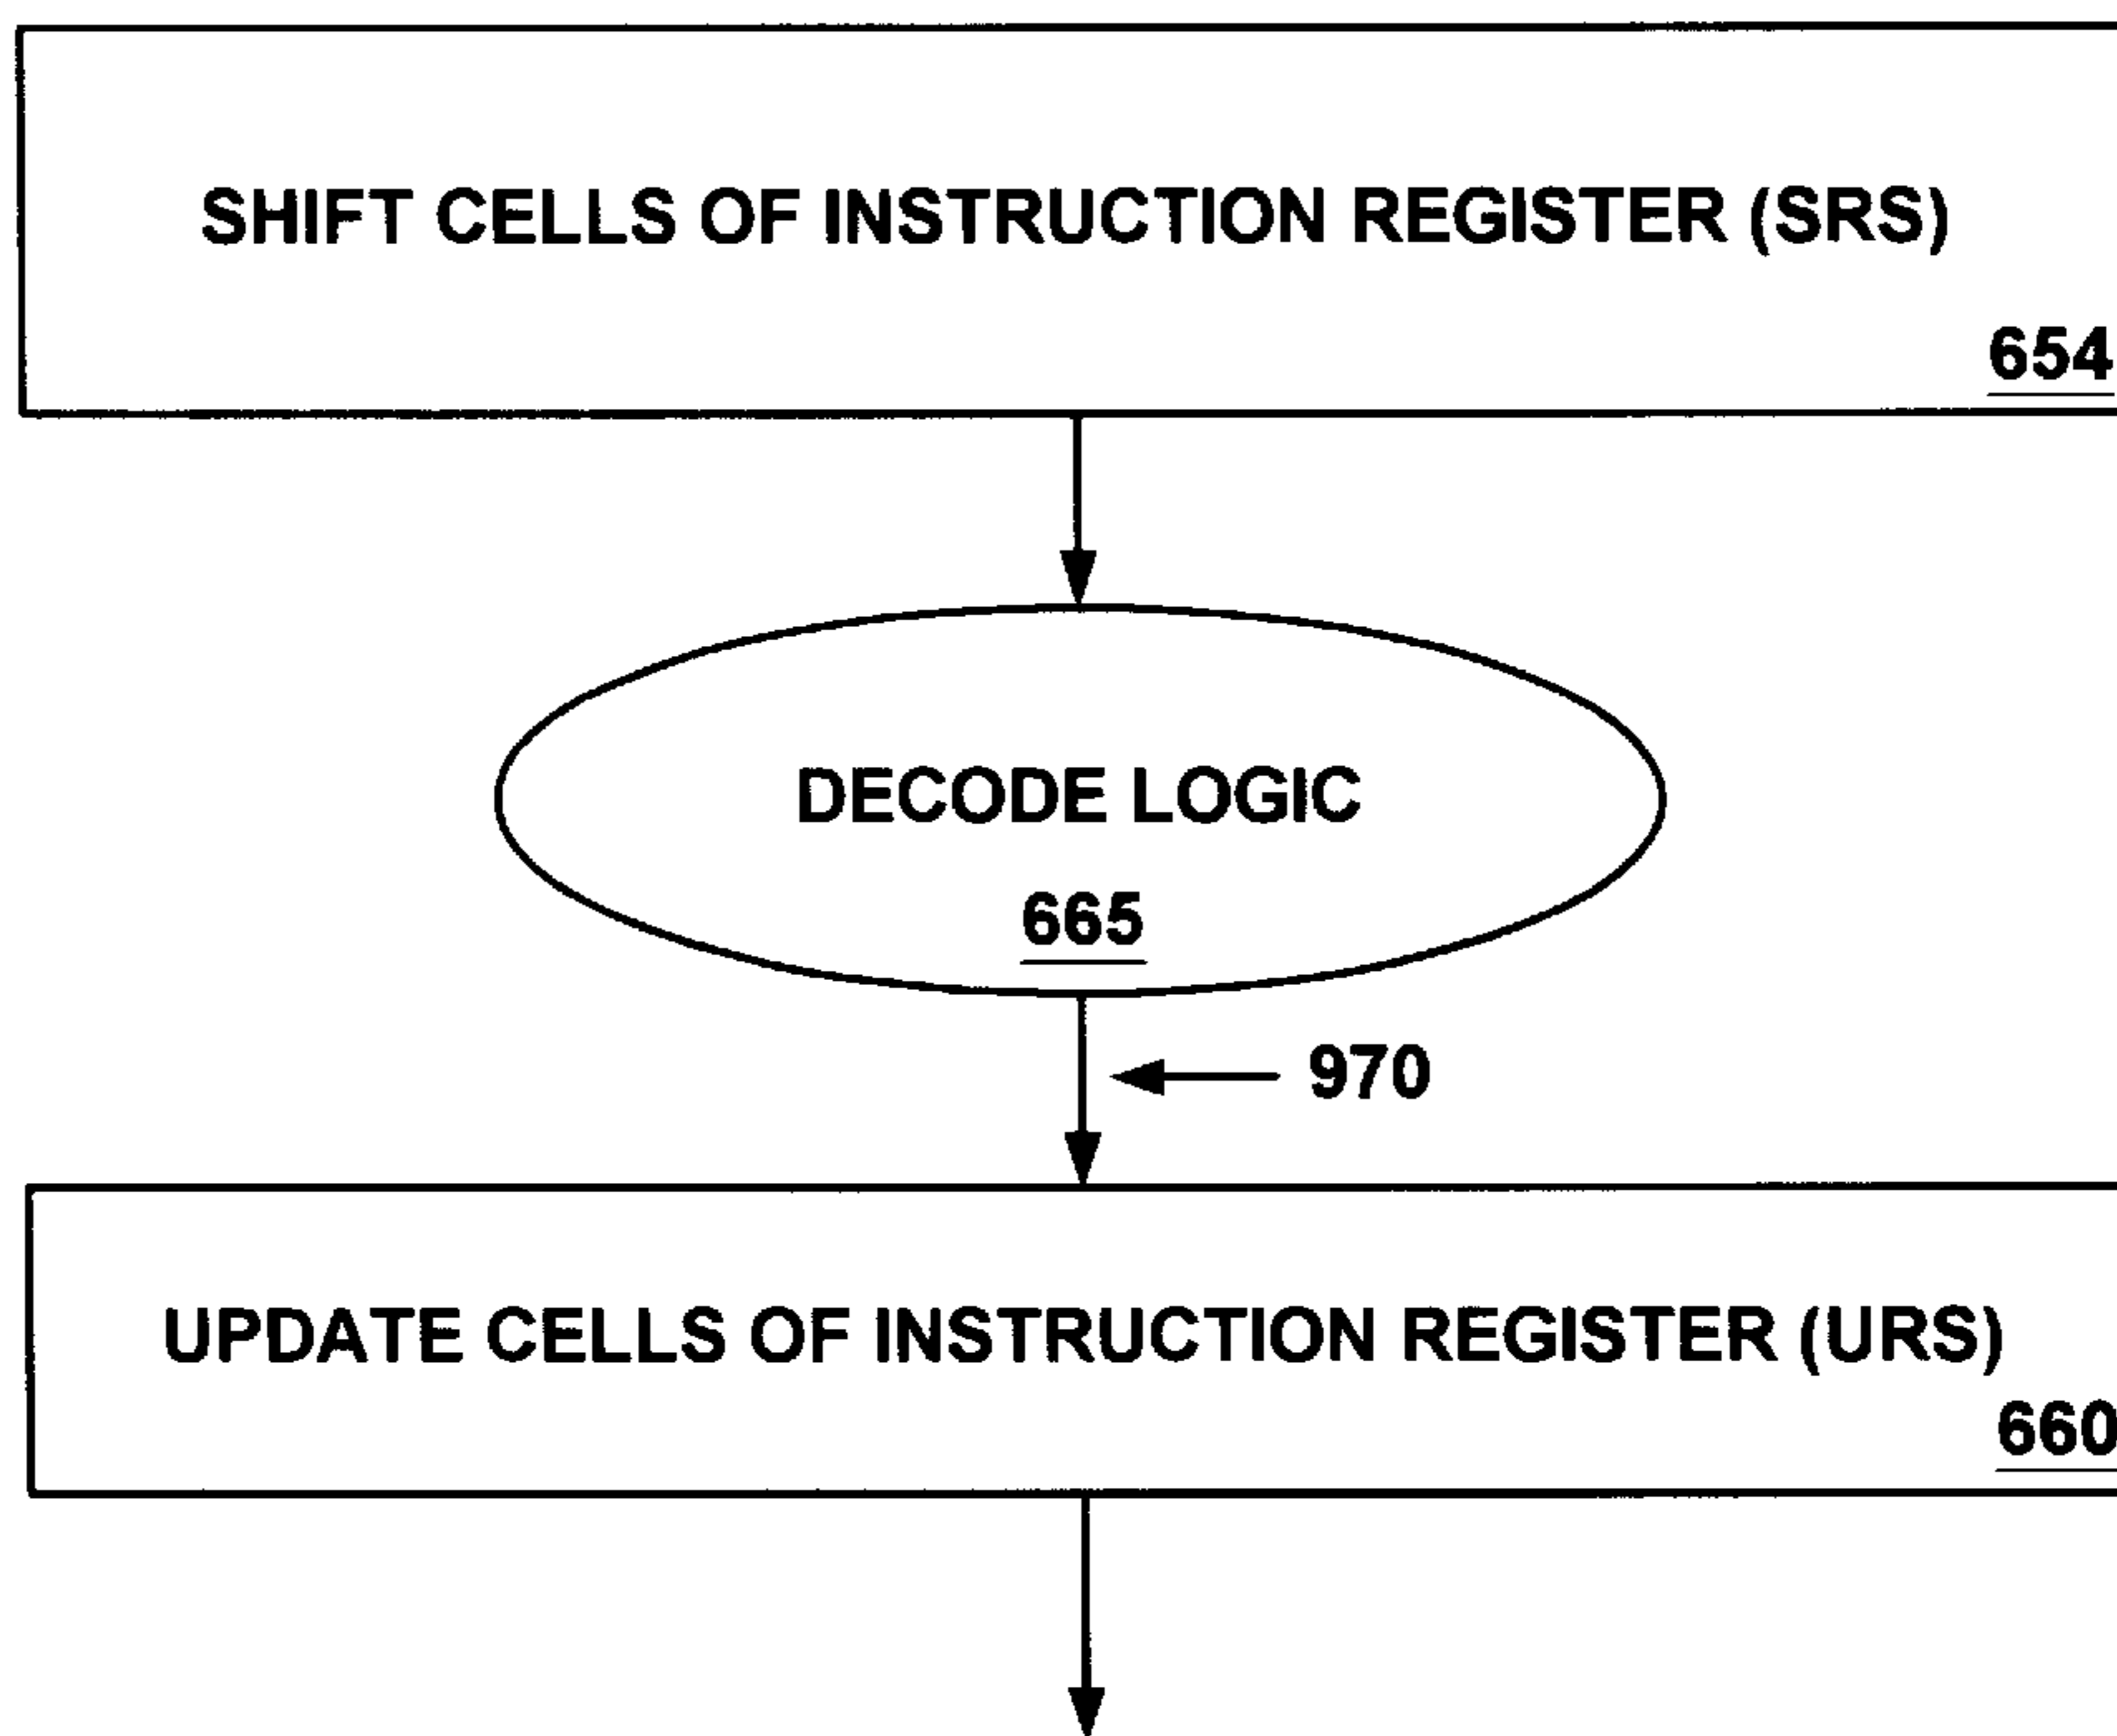 SHIFT CELLS OF INSTRUCTION REGISTER (SRS)
654
DECODE LOGIC
665
970
UPDATE CELLS OF INSTRUCTION REGISTER (URS)
660